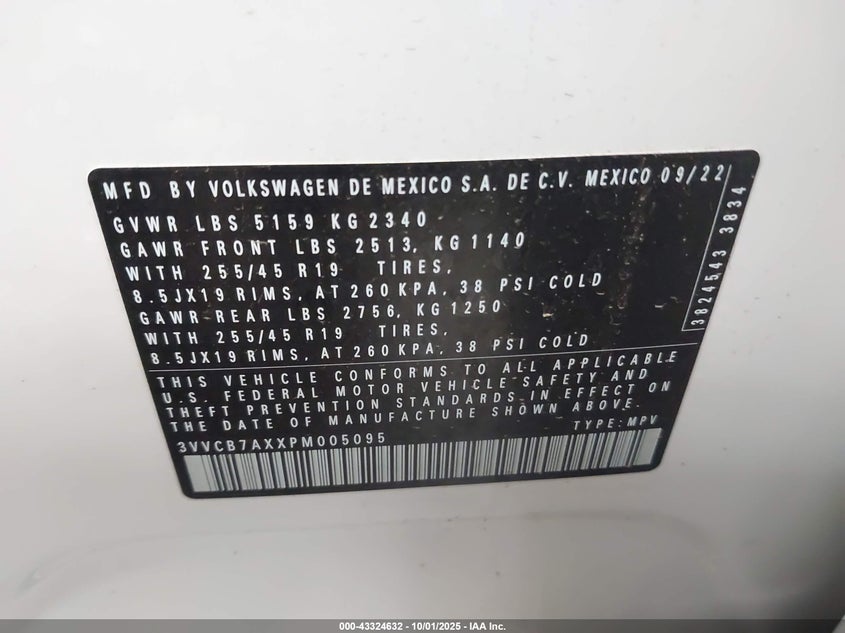 MFD BY VOLKSWAGEN DE MEXICO S.A. DE C.V. MEXICO 09/22
GVWR LBS 5159 KG 2340
GAWR FRONT LBS 2513, KG 1140
WITH 255/45 R19 TIRES,
8.5JX19 RIMS, AT 260 KPA, 38 PSI COLD
GAWR REAR LBS 2756, KG 1250
WITH 255/45 R19 TIRES,
8.5JX19 RIMS, AT 260 KPA, 38 PSI COLD
3824543 3834
THIS VEHICLE CONFORMS TO ALL APPLICABLE
U.S. FEDERAL MOTOR VEHICLE SAFETY AND
THEFT PREVENTION STANDARDS IN EFFECT ON
THE DATE OF MANUFACTURE SHOWN ABOVE.
3VVCB7AXXPM005095 TYPE: MPV
000-43324632 - 10/01/2025 - IAA Inc.